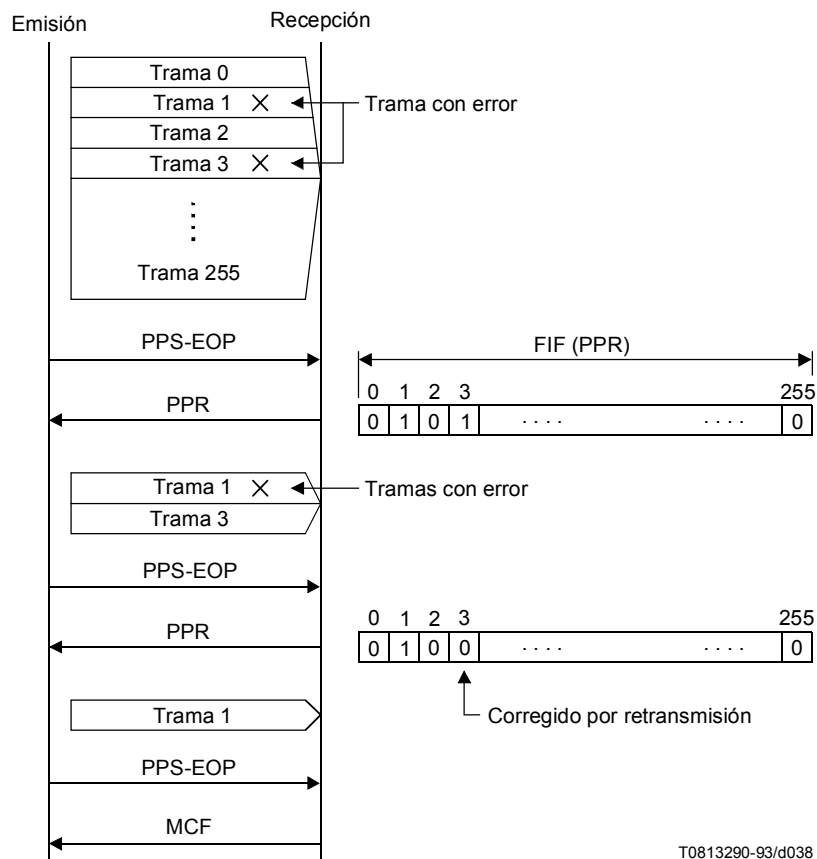 Emisión
Recepción
Trama 0
Trama 1
Trama con error
Trama 2
Trama 3
Trama 255
PPS-EOP
FIF (PPR)
PPR
0 1 2 3 255
0 1 0 1 . . . . . . . . 0
Trama 1
Tramas con error
Trama 3
PPS-EOP
PPR
0 1 2 3 255
0 1 0 0 . . . . . . . . 0
Trama 1
Corregido por retransmisión
PPS-EOP
MCF
T0813290-93/d038